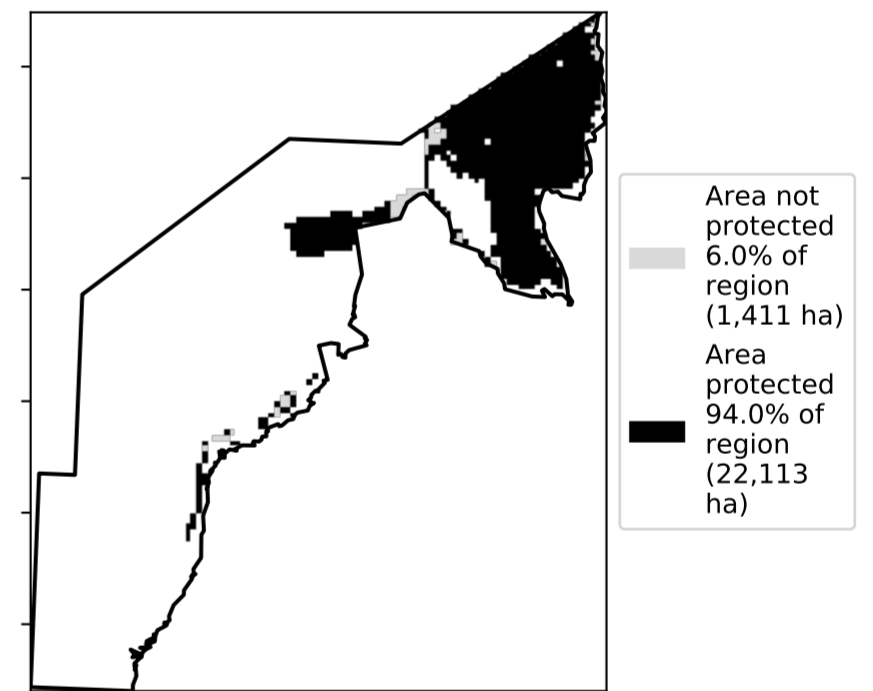 Area not
protected
6.0% of
region
(1,411 ha)
Area
protected
94.0% of
region
(22,113
ha)